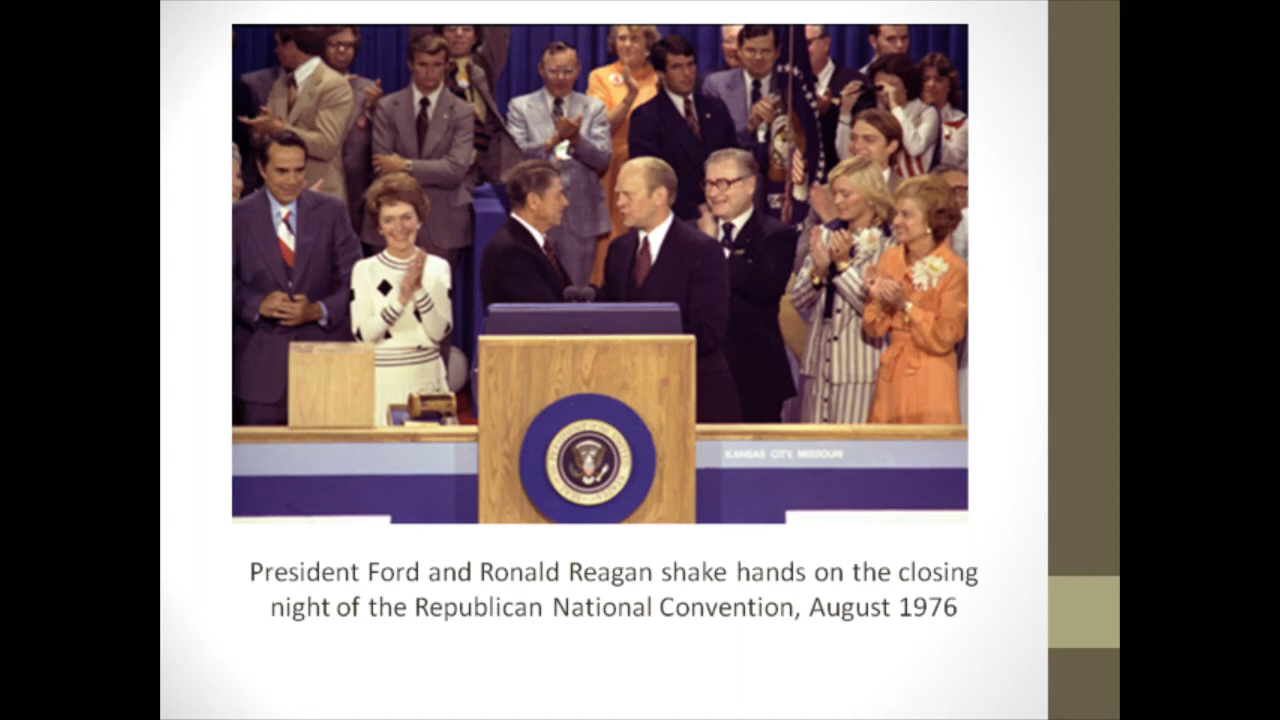 KANSAS CITY, MISSOURI
President Ford and Ronald Reagan shake hands on the closing
night of the Republican National Convention, August 1976